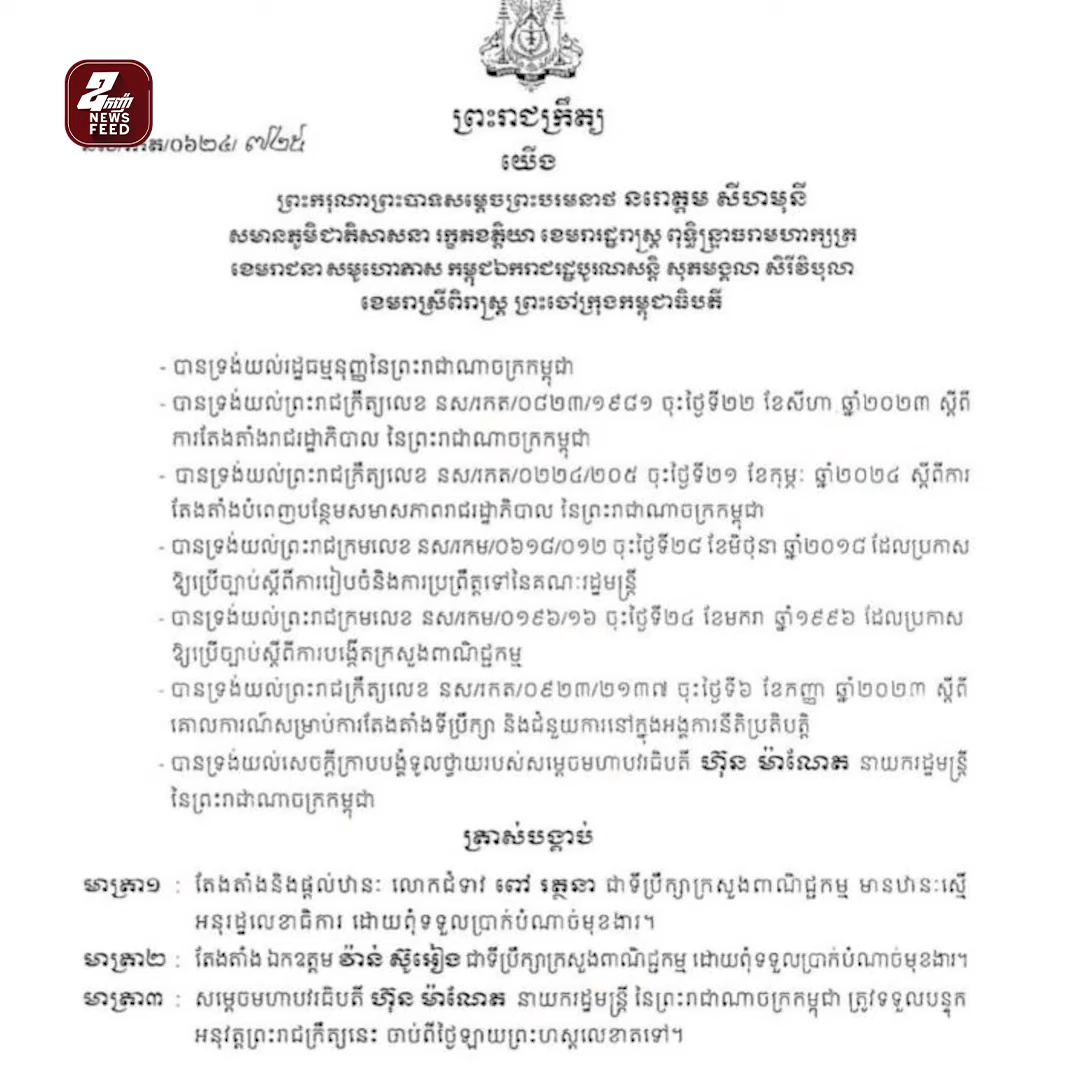 ឧកញ៉ា
NEWS
FEED
ព្រះរាជក្រឹត្យ
/០៦២៤/ ៧២៥
យើង
ព្រះករុណាព្រះបាទសម្តេចព្រះបរមនាថ នរោត្តម សីហមុនី
សមានភូមិជាតិសាសនា រក្ខតខត្តិយា ខេមរារដ្ឋរាស្ត្រ ពុទ្ធិន្ទ្រាធរាមហាក្សត្រ
ខេមរាជនា សមូហោភាស កម្ពុជឯករាជរដ្ឋបូរណសន្តិ សុភមង្គលា សិរីវិបុលា
ខេមរាស្រីពិរាស្ត្រ ព្រះចៅក្រុងកម្ពុជាធិបតី
- បានទ្រង់យល់រដ្ឋធម្មនុញ្ញនៃព្រះរាជាណាចក្រកម្ពុជា
- បានទ្រង់យល់ព្រះរាជក្រឹត្យលេខ នស/រកត/០៨២៣/១៩៨១ ចុះថ្ងៃទី២២ ខែសីហា ឆ្នាំ២០២៣ ស្តីពី
ការតែងតាំងរាជរដ្ឋាភិបាល នៃព្រះរាជាណាចក្រកម្ពុជា
- បានទ្រង់យល់ព្រះរាជក្រឹត្យលេខ នស/រកត/០២២៤/២០៥ ចុះថ្ងៃទី២១ ខែកុម្ភៈ ឆ្នាំ២០២៤ ស្តីពីការ
តែងតាំងបំពេញបន្ថែមសមាសភាពរាជរដ្ឋាភិបាល នៃព្រះរាជាណាចក្រកម្ពុជា
- បានទ្រង់យល់ព្រះរាជក្រមលេខ នស/រកម/០៦១៨/០១២ ចុះថ្ងៃទី២៨ ខែមិថុនា ឆ្នាំ២០១៨ ដែលប្រកាស
ឱ្យប្រើច្បាប់ស្តីពីការរៀបចំនិងការប្រព្រឹត្តទៅនៃគណៈរដ្ឋមន្ត្រី
- បានទ្រង់យល់ព្រះរាជក្រមលេខ នស/រកម/០១៩៦/១៦ ចុះថ្ងៃទី២៤ ខែមករា ឆ្នាំ១៩៩៦ ដែលប្រកាស
ឱ្យប្រើច្បាប់ស្តីពីការបង្កើតក្រសួងពាណិជ្ជកម្ម
- បានទ្រង់យល់ព្រះរាជក្រឹត្យលេខ នស/រកត/០៩២៣/២១៣៧ ចុះថ្ងៃទី៦ ខែកញ្ញា ឆ្នាំ២០២៣ ស្តីពី
គោលការណ៍សម្រាប់ការតែងតាំងទីប្រឹក្សា និងជំនួយការនៅក្នុងអង្គការនីតិប្រតិបត្តិ
- បានទ្រង់យល់សេចក្តីក្រាបបង្គំទូលថ្វាយរបស់សម្តេចមហាបវរធិបតី ហ៊ុន ម៉ាណែត នាយករដ្ឋមន្ត្រី
នៃព្រះរាជាណាចក្រកម្ពុជា
ត្រាស់បង្គាប់
មាត្រា១ : តែងតាំងនិងផ្តល់ឋានៈ លោកជំទាវ ពៅ រតនា ជាទីប្រឹក្សាក្រសួងពាណិជ្ជកម្ម មានឋានៈស្មើ
អនុរដ្ឋលេខាធិការ ដោយពុំទទួលប្រាក់បំណាច់មុខងារ។
មាត្រា២ : តែងតាំង ឯកឧត្តម វ៉ាន់ ស៊ូអៀង ជាទីប្រឹក្សាក្រសួងពាណិជ្ជកម្ម ដោយពុំទទួលប្រាក់បំណាច់មុខងារ។
មាត្រា៣ : សម្តេចមហាបវរធិបតី ហ៊ុន ម៉ាណែត នាយករដ្ឋមន្ត្រី នៃព្រះរាជាណាចក្រកម្ពុជា ត្រូវទទួលបន្ទុក
អនុវត្តព្រះរាជក្រឹត្យនេះ ចាប់ពីថ្ងៃឡាយព្រះហស្តលេខាតទៅ។